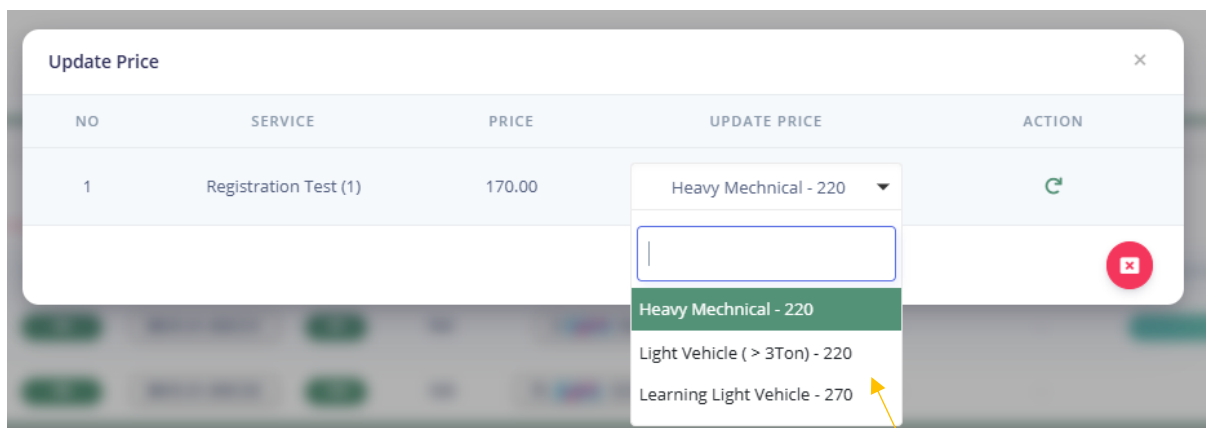 Update Price
NO SERVICE PRICE UPDATE PRICE ACTION
1 Registration Test (1) 170.00 Heavy Mechnical - 220
Heavy Mechnical - 220
Light Vehicle ( > 3Ton) - 220
Learning Light Vehicle - 270